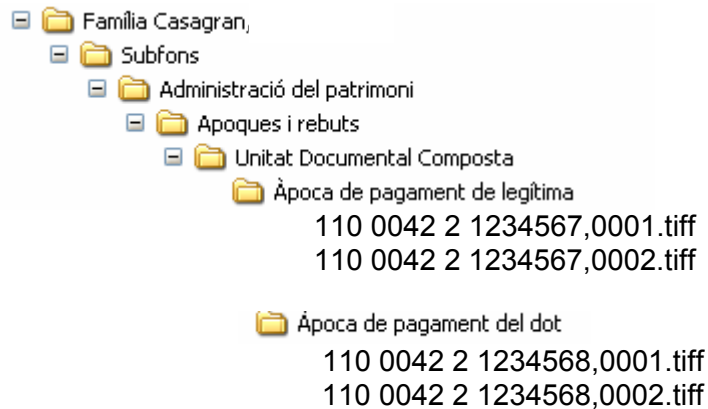 Família Casagran,
Subfons
Administració del patrimoni
Apoques i rebuts
Unitat Documental Composta
Àpoca de pagament de legítima
110 0042 2 1234567,0001.tiff
110 0042 2 1234567,0002.tiff
Àpoca de pagament del dot
110 0042 2 1234568,0001.tiff
110 0042 2 1234568,0002.tiff